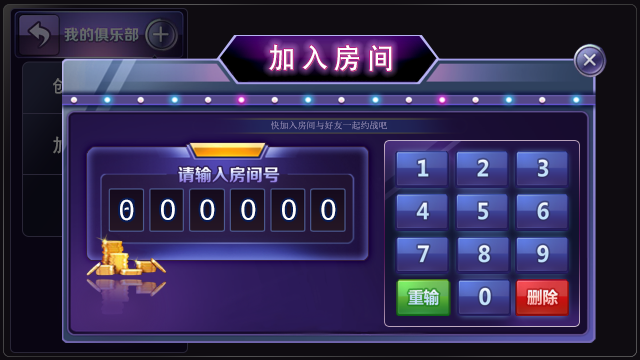 我的俱乐部
加入房间
快加入房间与好友一起约战吧
请输入房间号
0 0 0 0 0 0
1 2 3
4 5 6
7 8 9
重输 0 删除